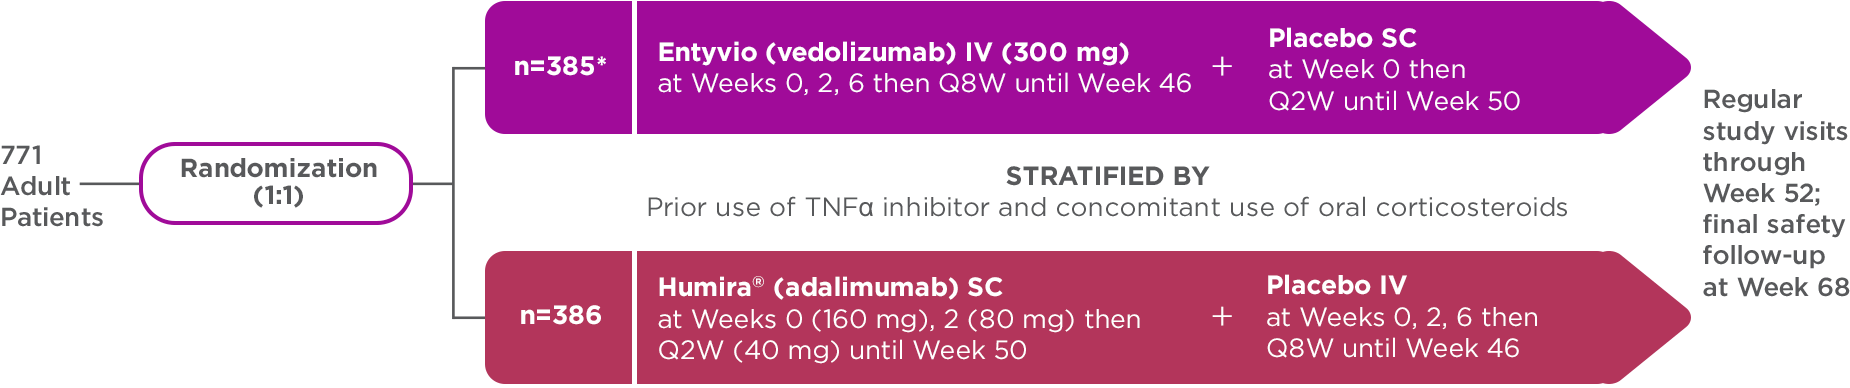 771
Adult
Patients
Randomization
(1:1)
n=385*
Entyvio (vedolizumab) IV (300 mg)
at Weeks 0, 2, 6 then Q8W until Week 46
+
Placebo SC
at Week 0 then
Q2W until Week 50
STRATIFIED BY
Prior use of TNFα inhibitor and concomitant use of oral corticosteroids
n=386
Humira® (adalimumab) SC
at Weeks 0 (160 mg), 2 (80 mg) then
Q2W (40 mg) until Week 50
+
Placebo IV
at Weeks 0, 2, 6 then
Q8W until Week 46
Regular
study visits
through
Week 52;
final safety
follow-up
at Week 68